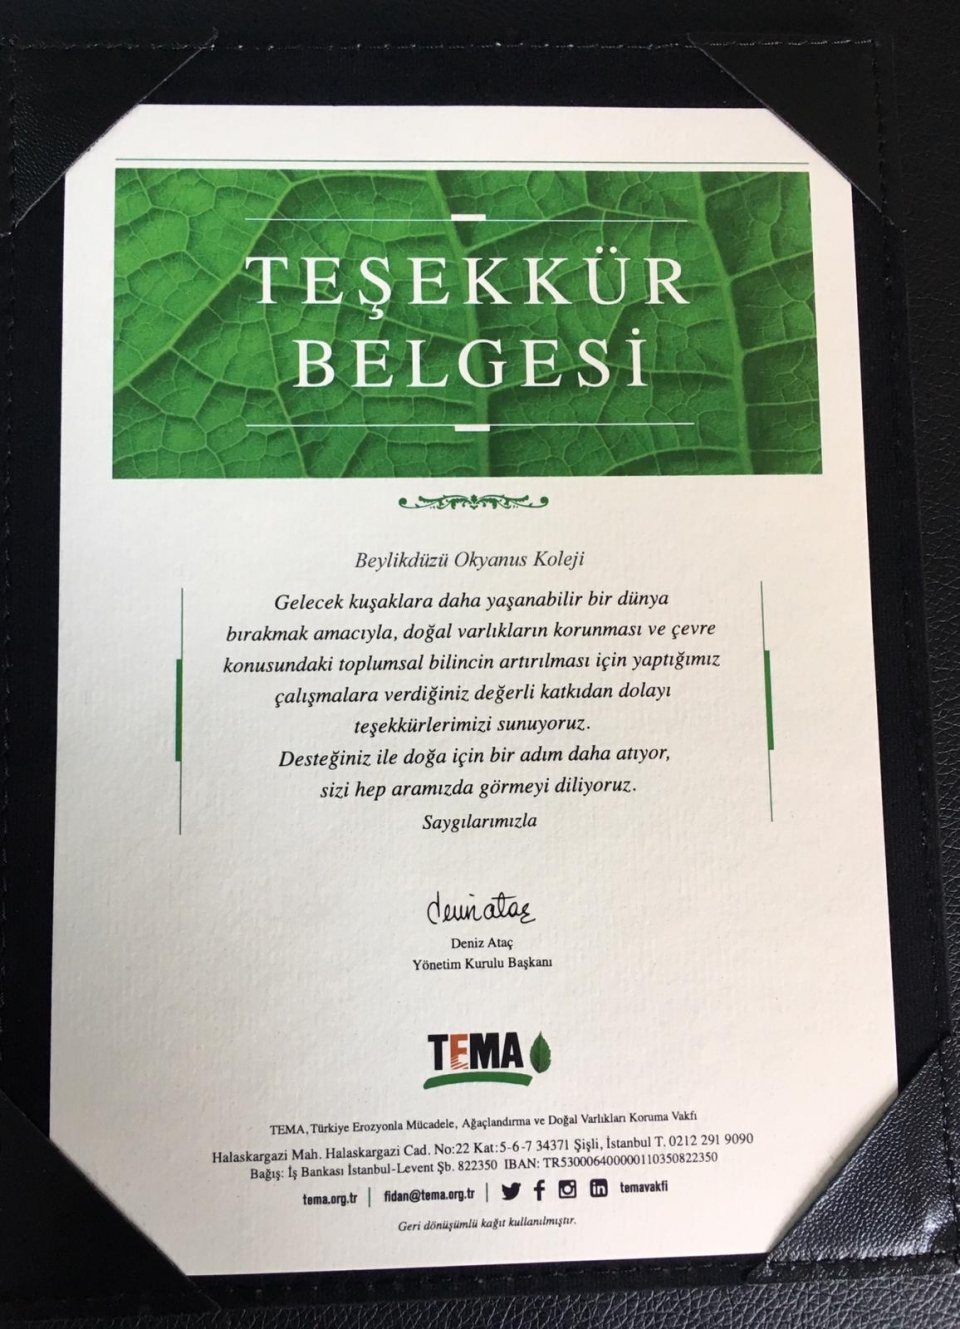 TEŞEKKÜR
BELGESİ
Beylikdüzü Okyanus Koleji
Gelecek kuşaklara daha yaşanabilir bir dünya
bırakmak amacıyla, doğal varlıkların korunması ve çevre
konusundaki toplumsal bilincin artırılması için yaptığımız
çalışmalara verdiğiniz değerli katkıdan dolayı
teşekkürlerimizi sunuyoruz.
Desteğiniz ile doğa için bir adım daha atıyor,
sizi hep aramızda görmeyi diliyoruz.
Saygılarımızla
Deniz Ataç
Yönetim Kurulu Başkanı
TEMA
TEMA, Türkiye Erozyonla Mücadele, Ağaçlandırma ve Doğal Varlıkları Koruma Vakfı
Halaskargazi Mah. Halaskargazi Cad. No:22 Kat:5-6-7 34371 Şişli, İstanbul T. 0212 291 9090
Bağış: İş Bankası İstanbul-Levent Şb. 822350 IBAN: TR530006400000110350822350
tema.org.tr | fidan@tema.org.tr | temavakfi
Geri dönüşümlü kağıt kullanılmıştır.